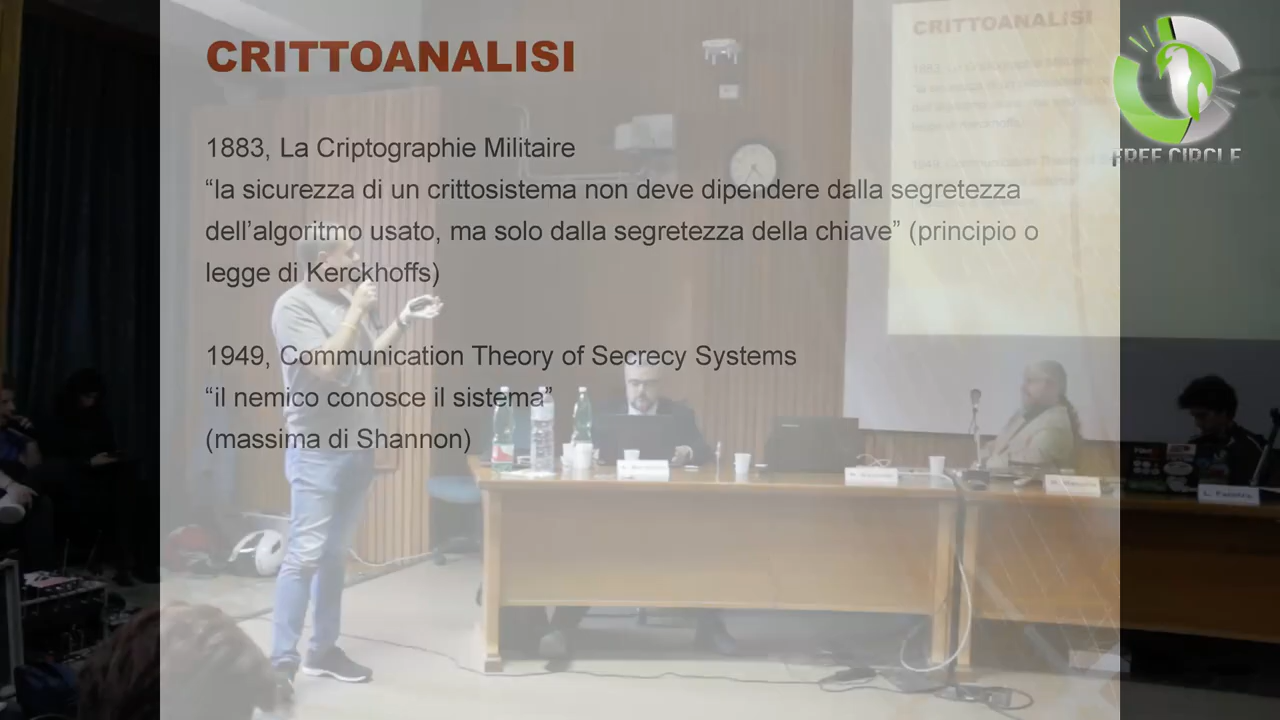 CRITTOANALISI
1883, La Criptographie Militaire
“la sicurezza di un crittosistema non deve dipendere dalla segretezza
dell’algoritmo usato, ma solo dalla segretezza della chiave” (principio o
legge di Kerckhoffs)
1949, Communication Theory of Secrecy Systems
“il nemico conosce il sistema”
(massima di Shannon)
CRITTOANALISI
FREE CIRCLE